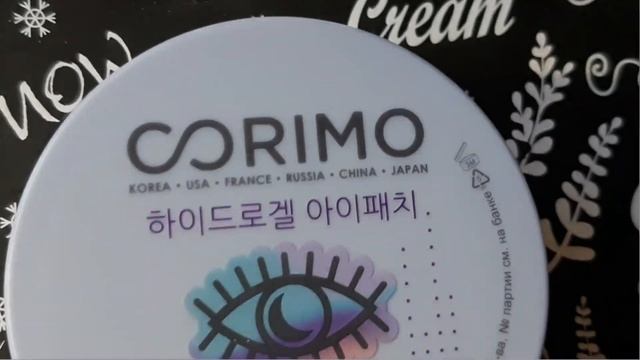 Cream
now
CORIMO
KOREA • USA • FRANCE • RUSSIA • CHINA • JAPAN
하이드로겔 아이패치
№ партии см. на банке